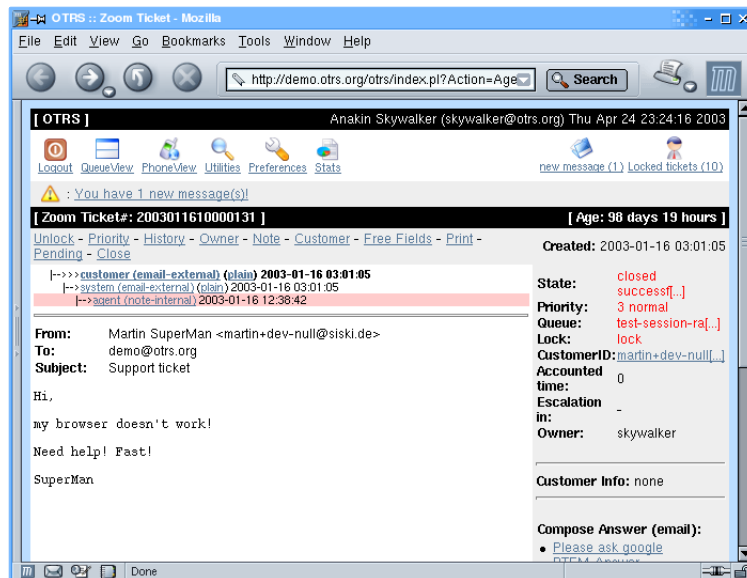 OTRS :: Zoom Ticket - Mozilla
File Edit View Go Bookmarks Tools Window Help
http://demo.otrs.org/otrs/index.pl?Action=Age
Search
[ OTRS ] Anakin Skywalker (skywalker@otrs.org) Thu Apr 24 23:24:16 2003
Logout QueueView PhoneView Utilities Preferences Stats
new message (1) Locked tickets (10)
: You have 1 new message(s)!
[ Zoom Ticket#: 2003011610000131 ] [ Age: 98 days 19 hours ]
Unlock - Priority - History - Owner - Note - Customer - Free Fields - Print -
Pending - Close
|-->>>customer (email-external) (plain) 2003-01-16 03:01:05
|-->system (email-external) (plain) 2003-01-16 03:01:05
|-->agent (note-internal) 2003-01-16 12:38:42
From: Martin SuperMan <martin+dev-null@siski.de>
To: demo@otrs.org
Subject: Support ticket
Hi,
my browser doesn't work!
Need help! Fast!
SuperMan
Created: 2003-01-16 03:01:05
State: closed
successf[...]
Priority: 3 normal
Queue: test-session-ra[...]
Lock: lock
CustomerID: martin+dev-null[...]
Accounted
time: 0
Escalation
in: -
Owner: skywalker
Customer Info: none
Compose Answer (email):
Please ask google
Done